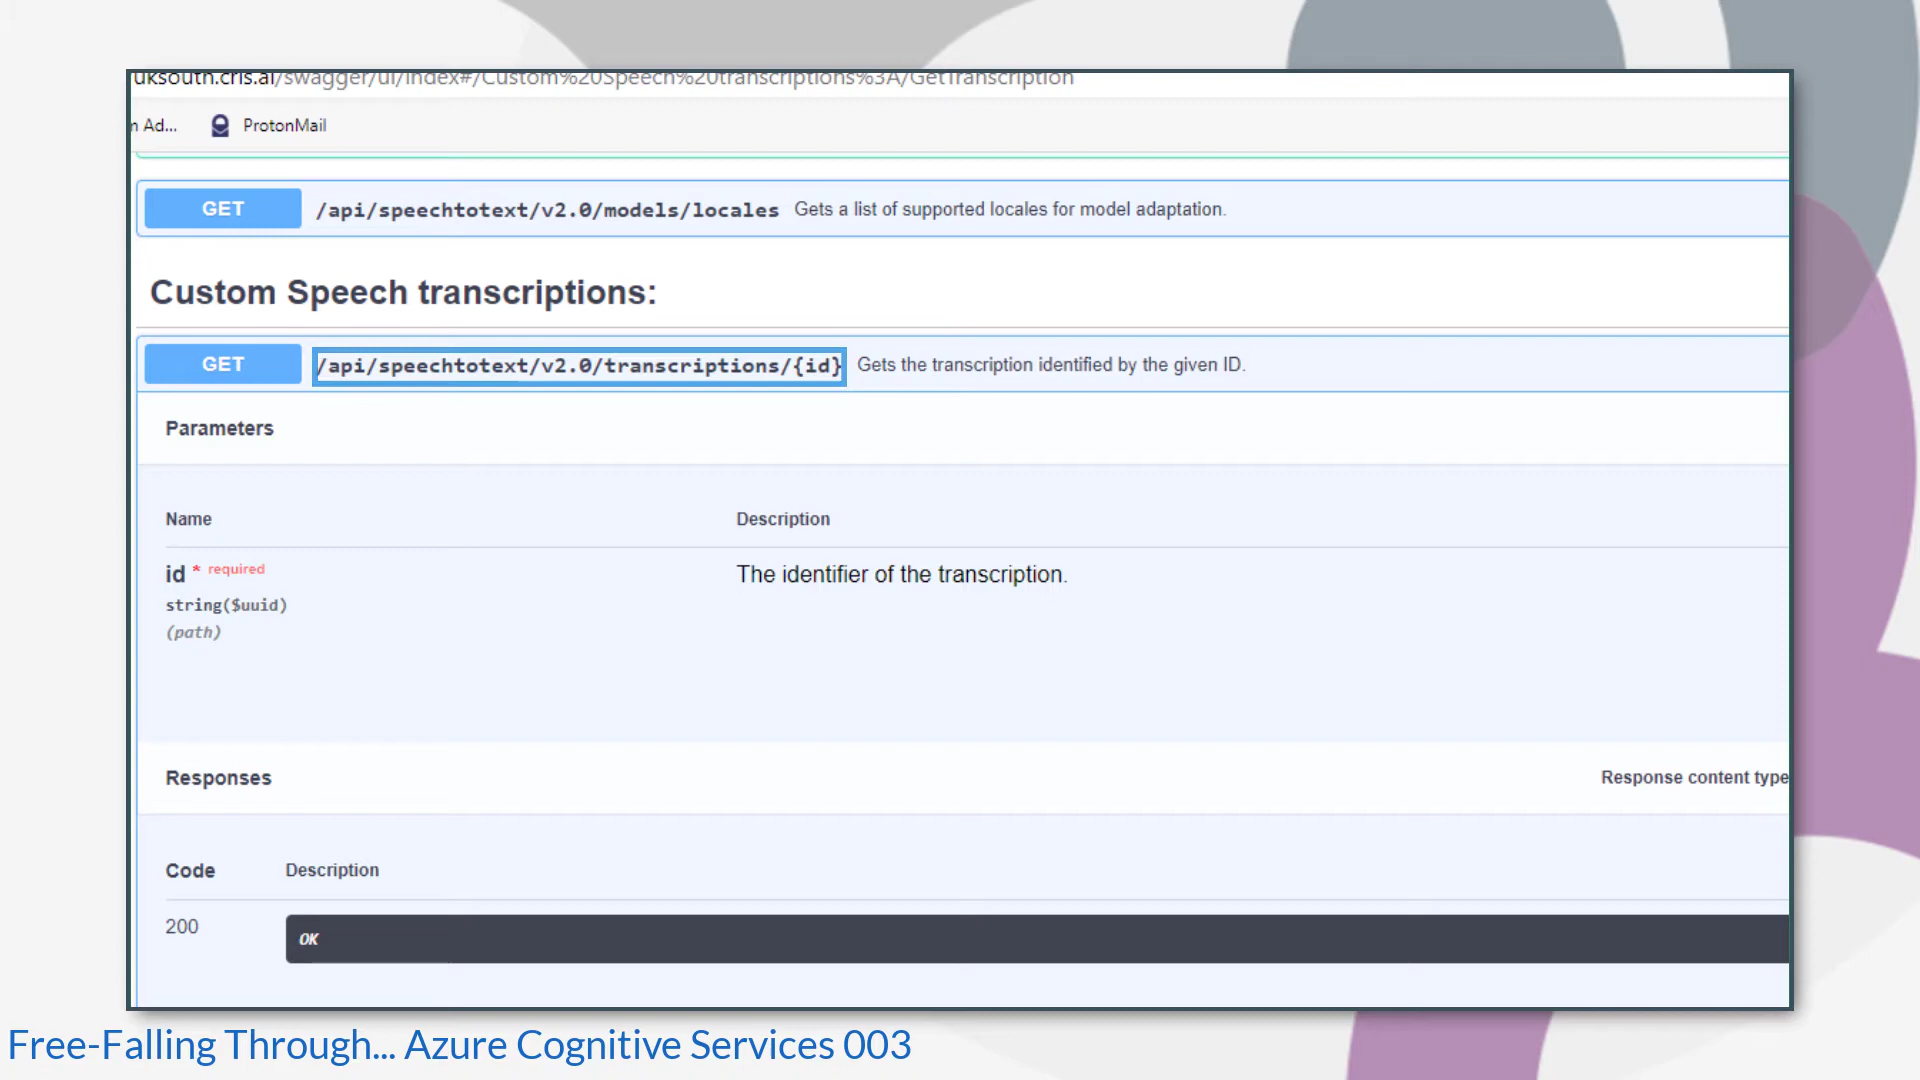 uksouth.cris.ai/swagger/ui/index#/Custom%20Speech%20transcriptions%3A/GetTranscription
n Ad... ProtonMail
GET /api/speechtotext/v2.0/models/locales Gets a list of supported locales for model adaptation.
Custom Speech transcriptions:
GET /api/speechtotext/v2.0/transcriptions/{id} Gets the transcription identified by the given ID.
Parameters
Name Description
id * required The identifier of the transcription.
string($uuid)
(path)
Responses Response content type
Code Description
200 OK
Free-Falling Through... Azure Cognitive Services 003